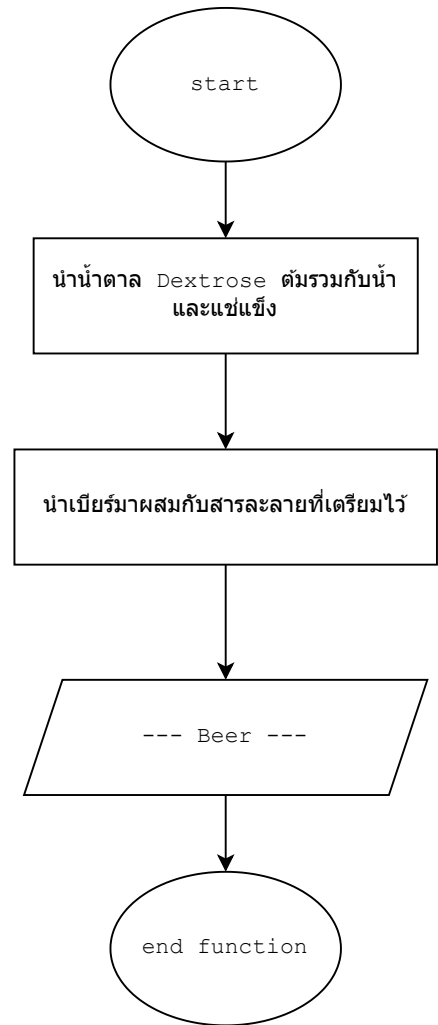 start
นำน้ำตาล Dextrose ต้มรวมกับน้ำ
และแช่แข็ง
นำเบียร์มาผสมกับสารละลายที่เตรียมไว้
--- Beer ---
end function